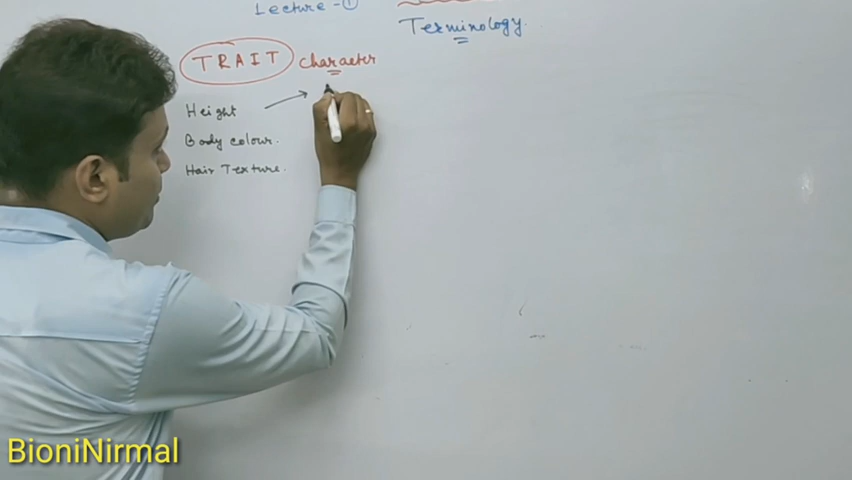 Lecture - ①
Terminology.
TRAIT character
Height
Body colour.
Hair Texture.
BioniNirmal